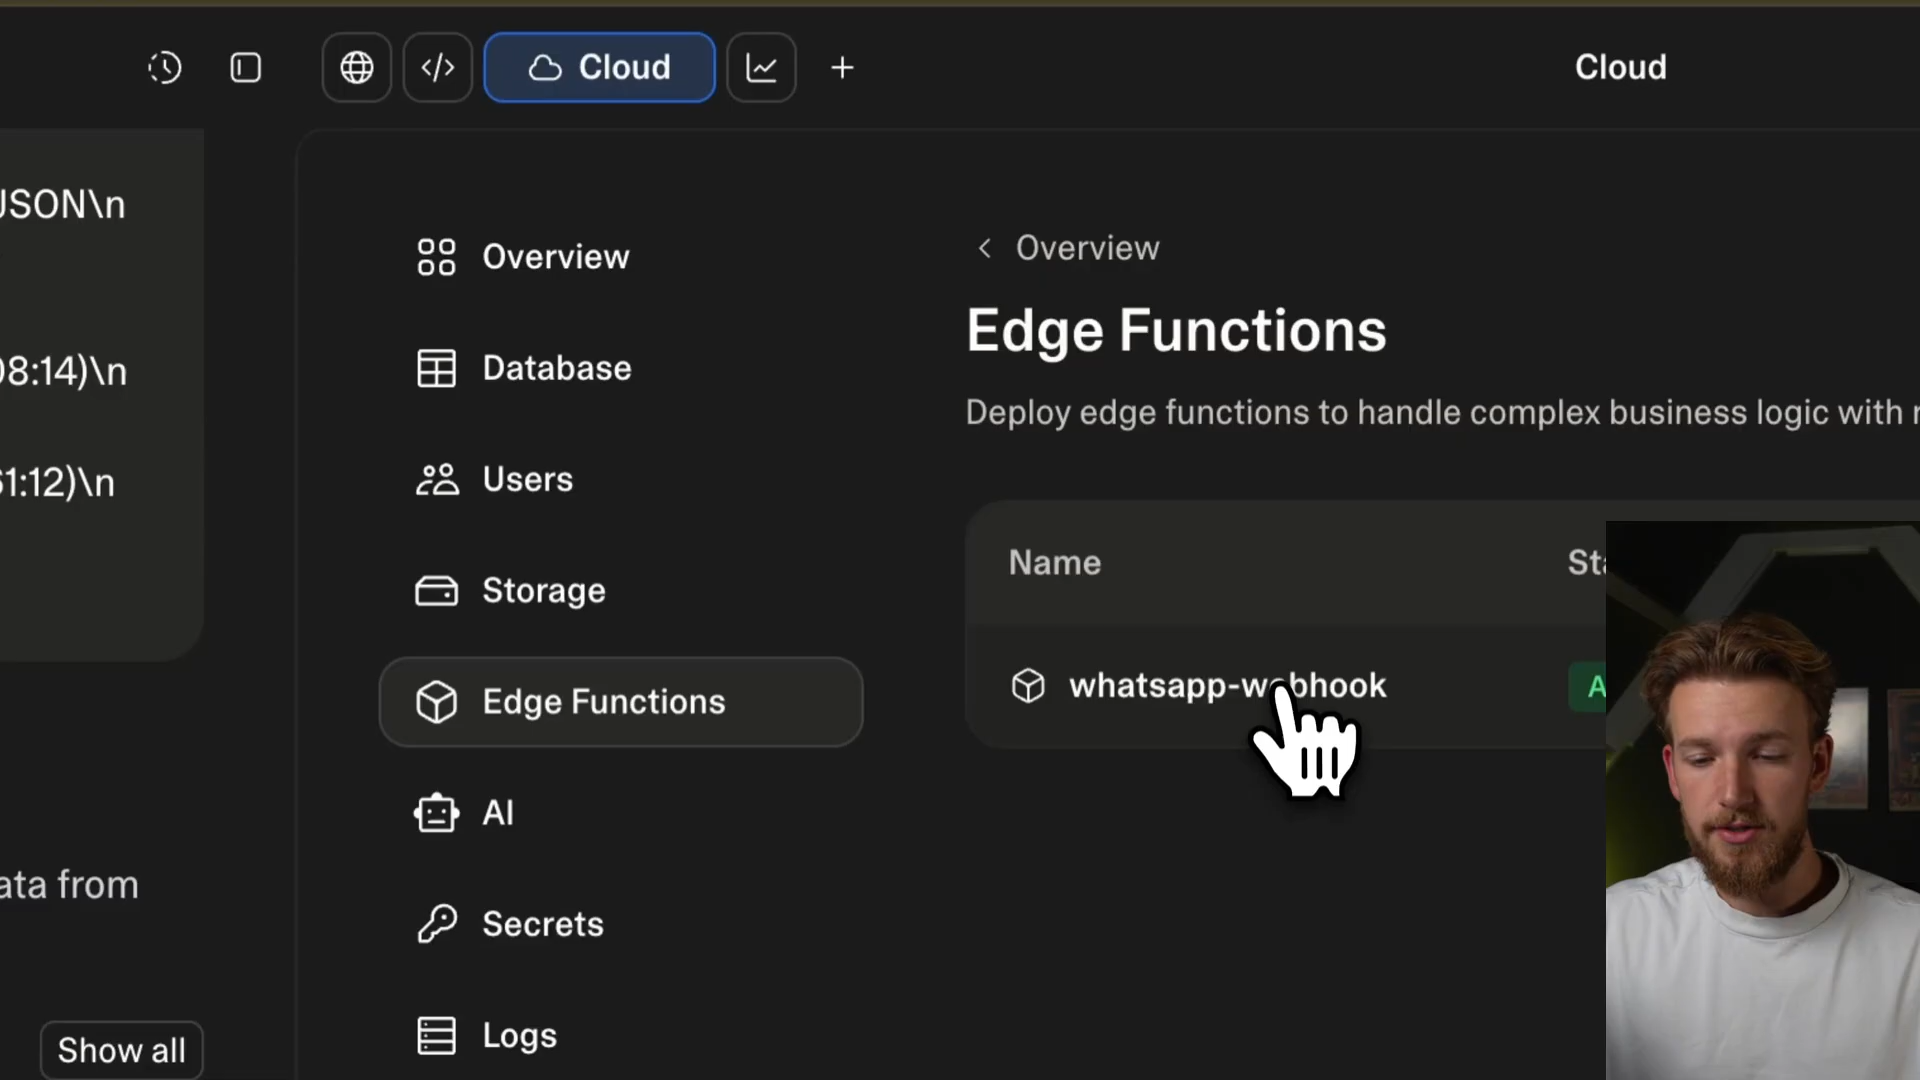 Cloud
Cloud
JSON\n
08:14)\n
61:12)\n
ata from
Show all
Overview
Database
Users
Storage
Edge Functions
AI
Secrets
Logs
Overview
Edge Functions
Deploy edge functions to handle complex business logic with
Name
whatsapp-webhook